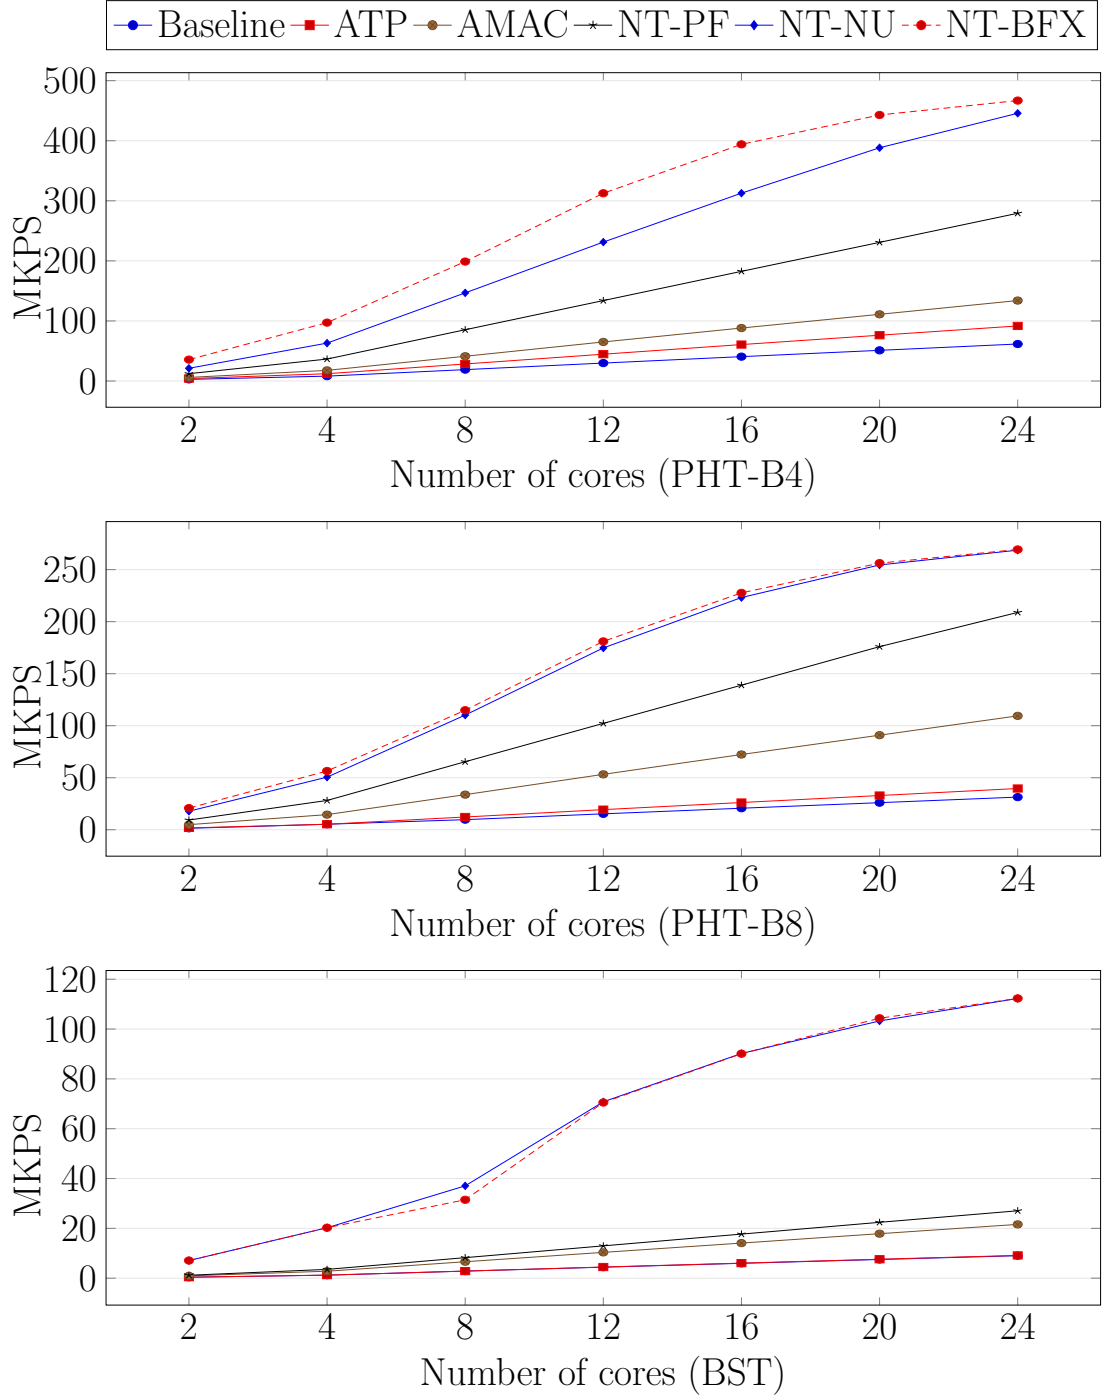 Baseline ATP AMAC NT-PF NT-NU NT-BFX
500
400
300
200
100
0
MKPS
2 4 8 12 16 20 24
Number of cores (PHT-B4)
250
200
150
100
50
0
MKPS
2 4 8 12 16 20 24
Number of cores (PHT-B8)
120
100
80
60
40
20
0
MKPS
2 4 8 12 16 20 24
Number of cores (BST)